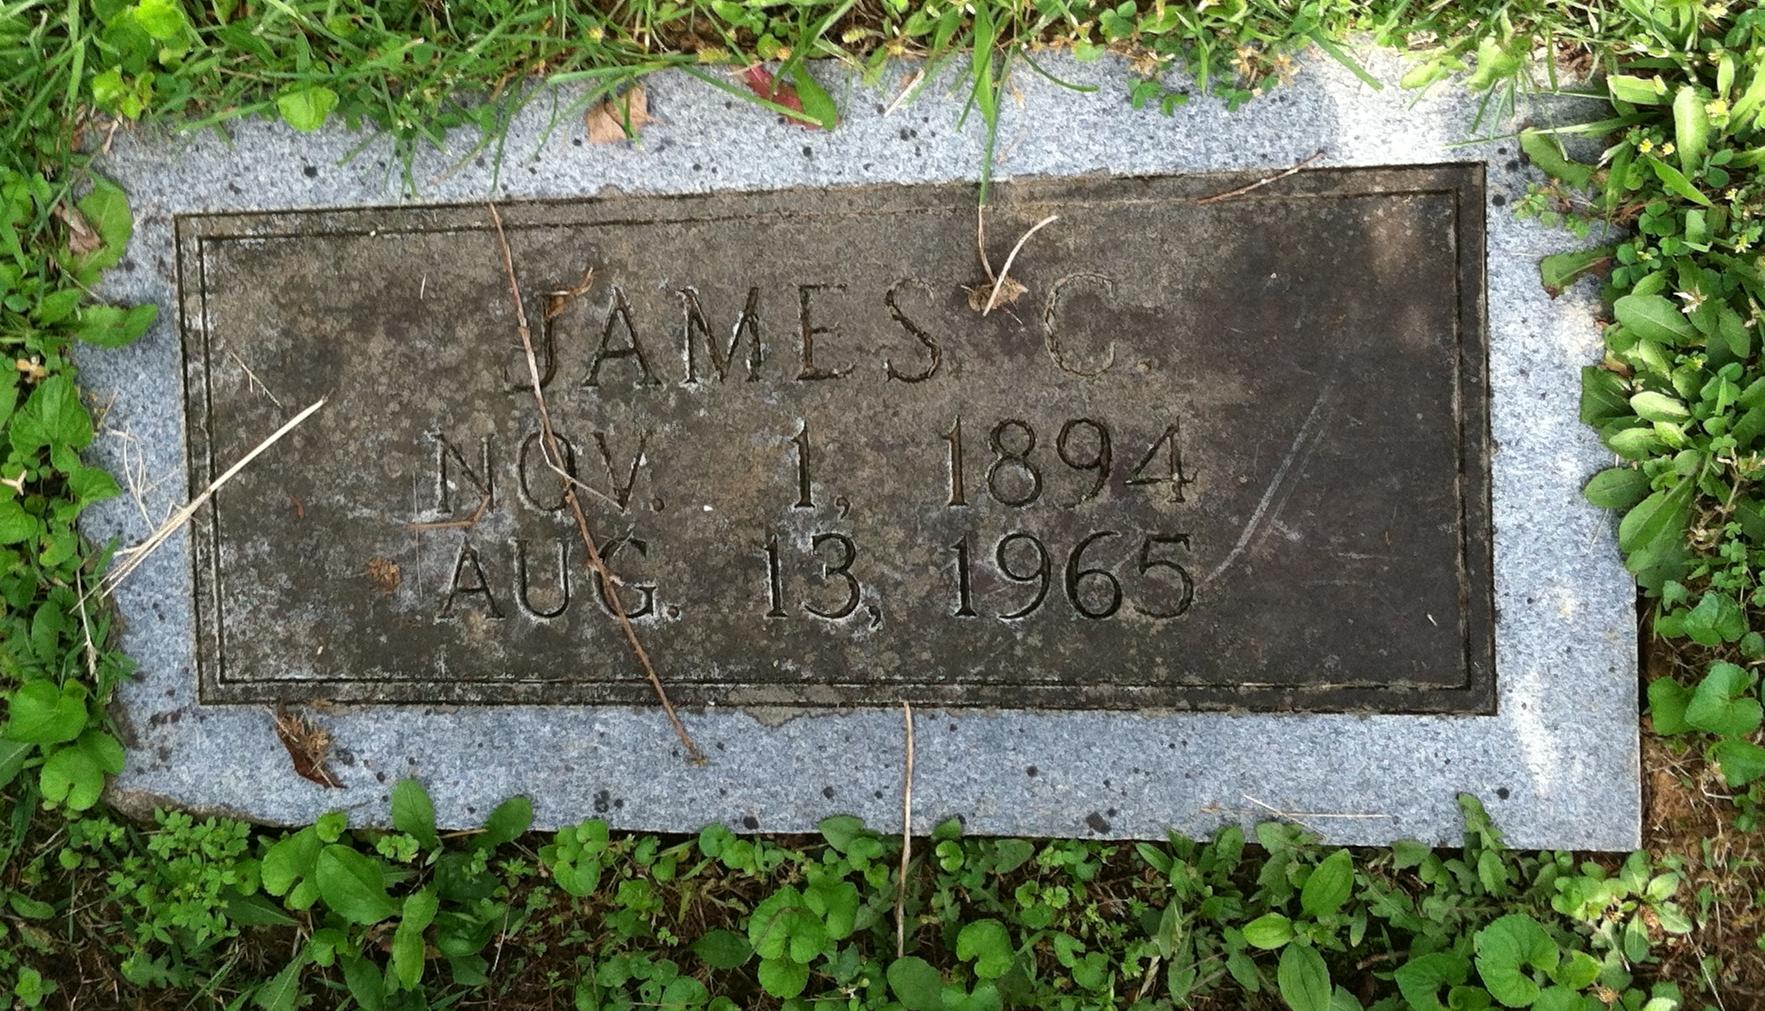 JAMES C.
NOV. 1, 1894
AUG. 13, 1965